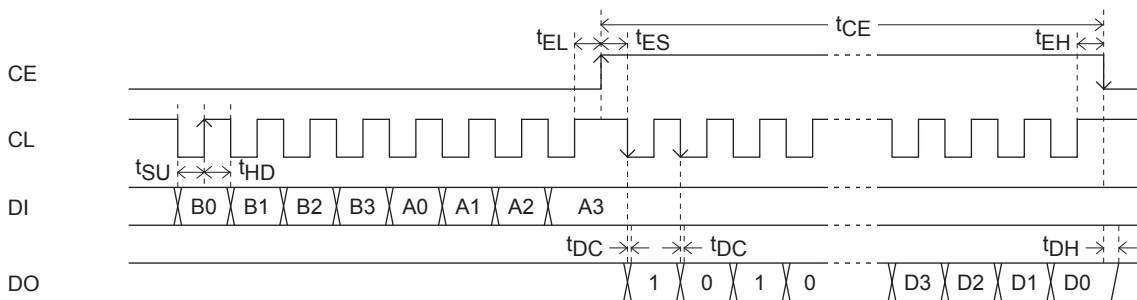 tCE
tEL tES tEH
CE
CL
tSU tHD
DI B0 B1 B2 B3 A0 A1 A2 A3
tDC tDC tDH
DO 1 0 1 0 D3 D2 D1 D0